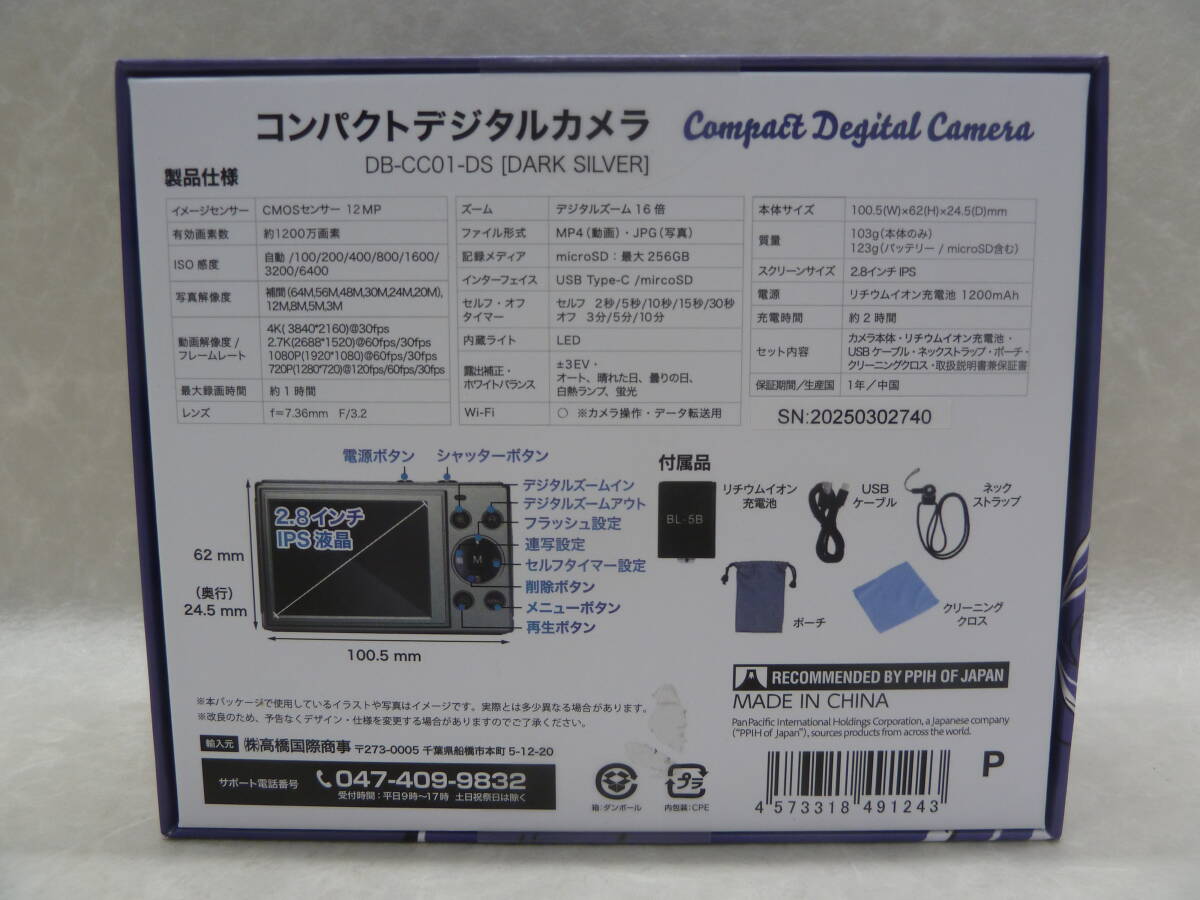 コンパクトデジタルカメラ Compact Degital Camera
DB-CC01-DS [DARK SILVER]
製品仕様
イメージセンサー CMOSセンサー 12MP
有効画素数 約1200万画素
ISO 感度 自動/100/200/400/800/1600/
3200/6400
写真解像度 補間(64M,56M,48M,30M,24M,20M),
12M,8M,5M,3M
動画解像度 /
フレームレート
4K( 3840*2160)@30fps
2.7K(2688*1520)@60fps/30fps
1080P(1920*1080)@60fps/30fps
720P(1280*720)@120fps/60fps/30fps
最大録画時間 約1時間
レンズ f=7.36mm F/3.2
ズーム デジタルズーム16倍
ファイル形式 MP4(動画)・JPG(写真)
記録メディア microSD:最大256GB
インターフェイス USB Type-C /mircoSD
セルフ・オフ
タイマー
セルフ 2秒/5秒/10秒/15秒/30秒
オフ 3分/5分/10分
内蔵ライト LED
露出補正・
ホワイトバランス
±3EV・
オート、晴れた日、曇りの日、
白熱ランプ、蛍光
Wi-Fi ○ ※カメラ操作・データ転送用
本体サイズ 100.5(W)×62(H)×24.5(D)mm
質量 103g(本体のみ)
123g(バッテリー / microSD含む)
スクリーンサイズ 2.8インチ IPS
電源 リチウムイオン充電池 1200mAh
充電時間 約2時間
セット内容 カメラ本体・リチウムイオン充電池・
USBケーブル・ネックストラップ・ポーチ・
クリーニングクロス・取扱説明書兼保証書
保証期間/生産国 1年/中国
SN:20250302740
電源ボタン シャッターボタン
デジタルズームイン
デジタルズームアウト
フラッシュ設定
連写設定
セルフタイマー設定
削除ボタン
メニューボタン
再生ボタン
2.8インチ
IPS液晶
M
62 mm
(奥行)
24.5 mm
100.5 mm
付属品
BL-5B
リチウムイオン
充電池
USB
ケーブル
ネック
ストラップ
ポーチ
クリーニング
クロス
RECOMMENDED BY PPIH OF JAPAN
MADE IN CHINA
Pan Pacific International Holdings Corporation, a Japanese company
("PPIH of Japan"), sources products from across the world.
※本パッケージで使用しているイラストや写真はイメージです。実際とは多少異なる場合があります。
※改良のため、予告なくデザイン・仕様を変更する場合がありますのでご了承ください。
輸入元 ㈱高橋国際商事 〒273-0005 千葉県船橋市本町 5-12-20
サポート電話番号 047-409-9832
受付時間:平日9時〜17時 土日祝祭日は除く
箱:ダンボール
プラ
内包装:CPE
4 573318 491243
P